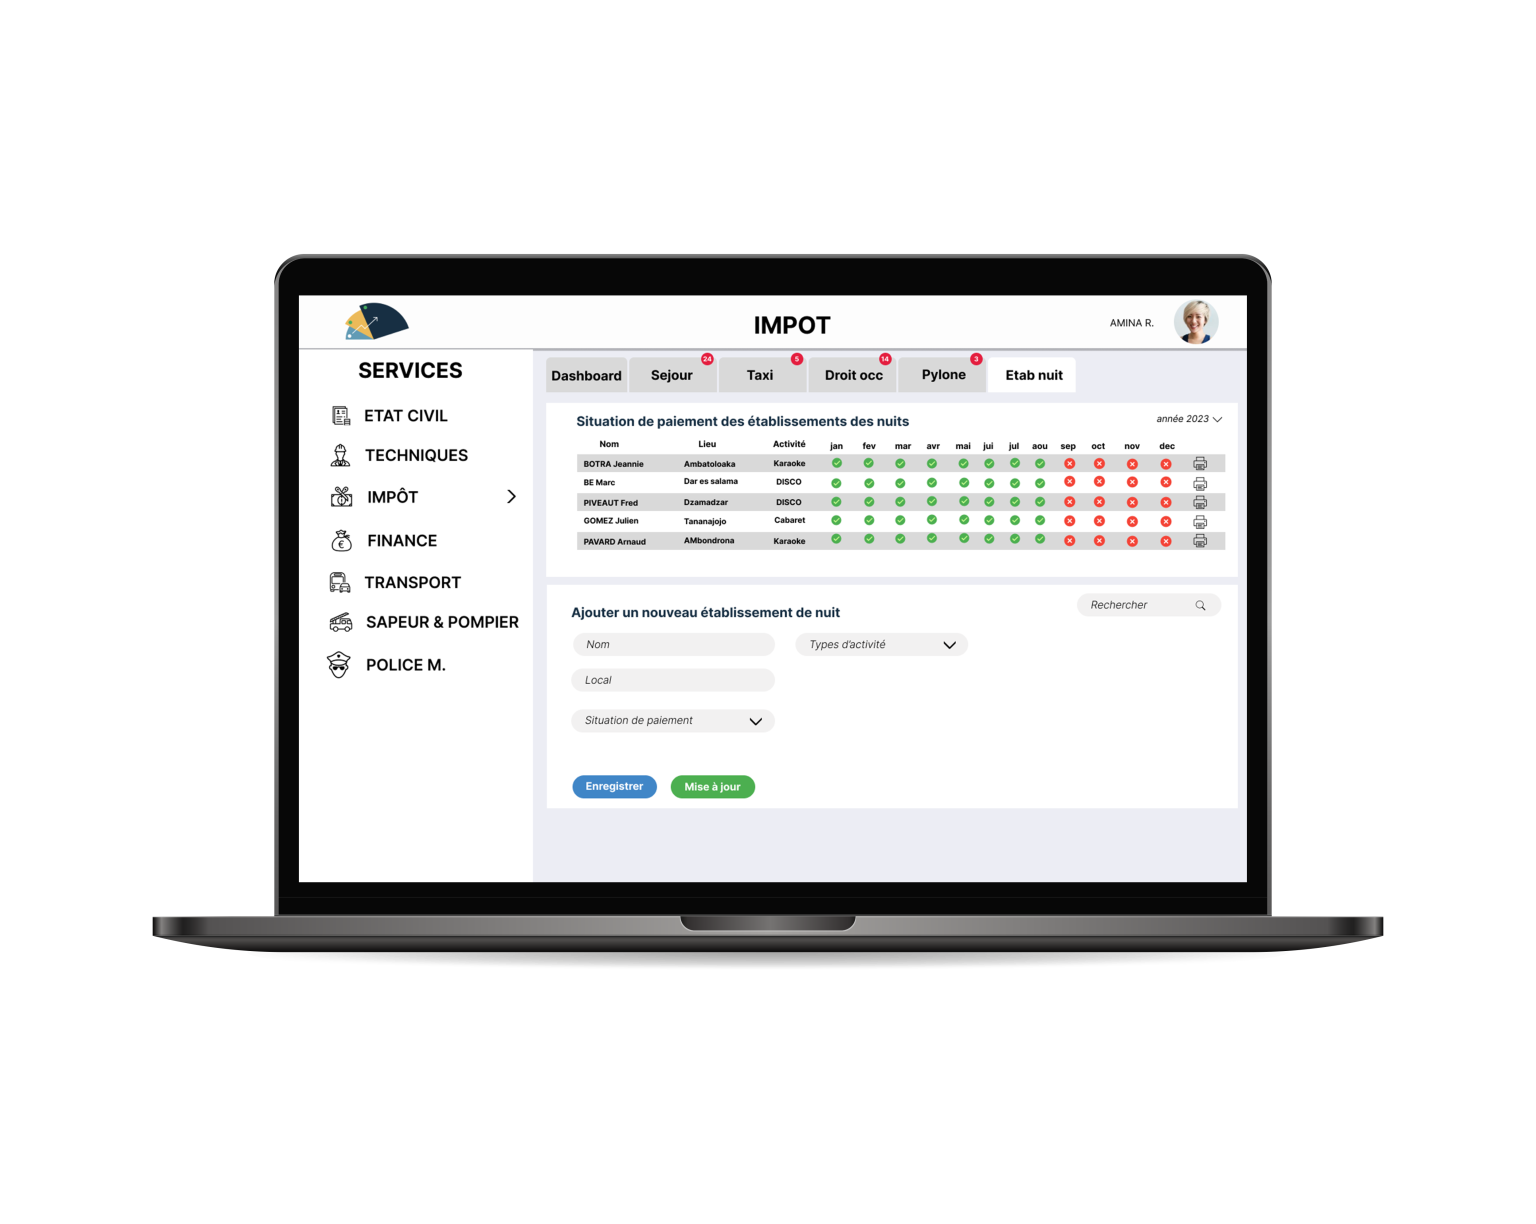 IMPOT
AMINA R.
SERVICES
ETAT CIVIL
TECHNIQUES
IMPÔT
FINANCE
TRANSPORT
SAPEUR & POMPIER
POLICE M.
Dashboard Sejour 24 Taxi 5 Droit occ 14 Pylone 3 Etab nuit
Situation de paiement des établissements des nuits
année 2023
Nom Lieu Activité jan fev mar avr mai jui jul aou sep oct nov dec
BOTRA Jeannie Ambatoloaka Karaoke
BE Marc Dar es salama DISCO
PIVEAUT Fred Dzamadzar DISCO
GOMEZ Julien Tananajojo Cabaret
PAVARD Arnaud AMbondrona Karaoke
Rechercher
Ajouter un nouveau établissement de nuit
Nom Types d'activité
Local
Situation de paiement
Enregistrer Mise à jour